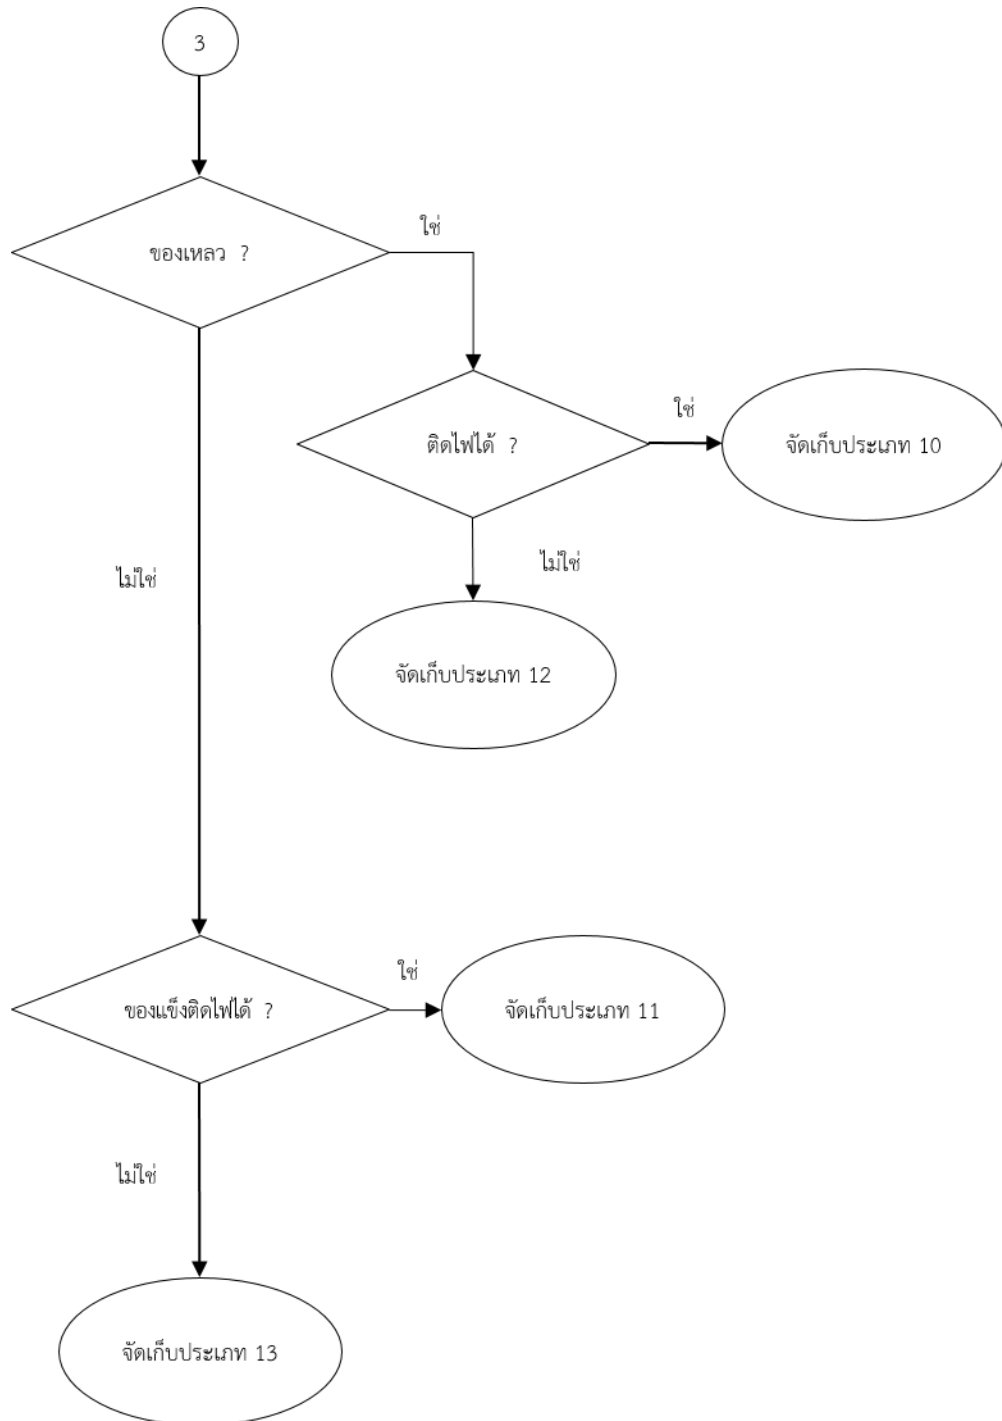 3
ของเหลว ?
ใช่
ติดไฟได้ ?
ใช่
จัดเก็บประเภท 10
ไม่ใช่
จัดเก็บประเภท 12
ไม่ใช่
ของแข็งติดไฟได้ ?
ใช่
จัดเก็บประเภท 11
ไม่ใช่
จัดเก็บประเภท 13